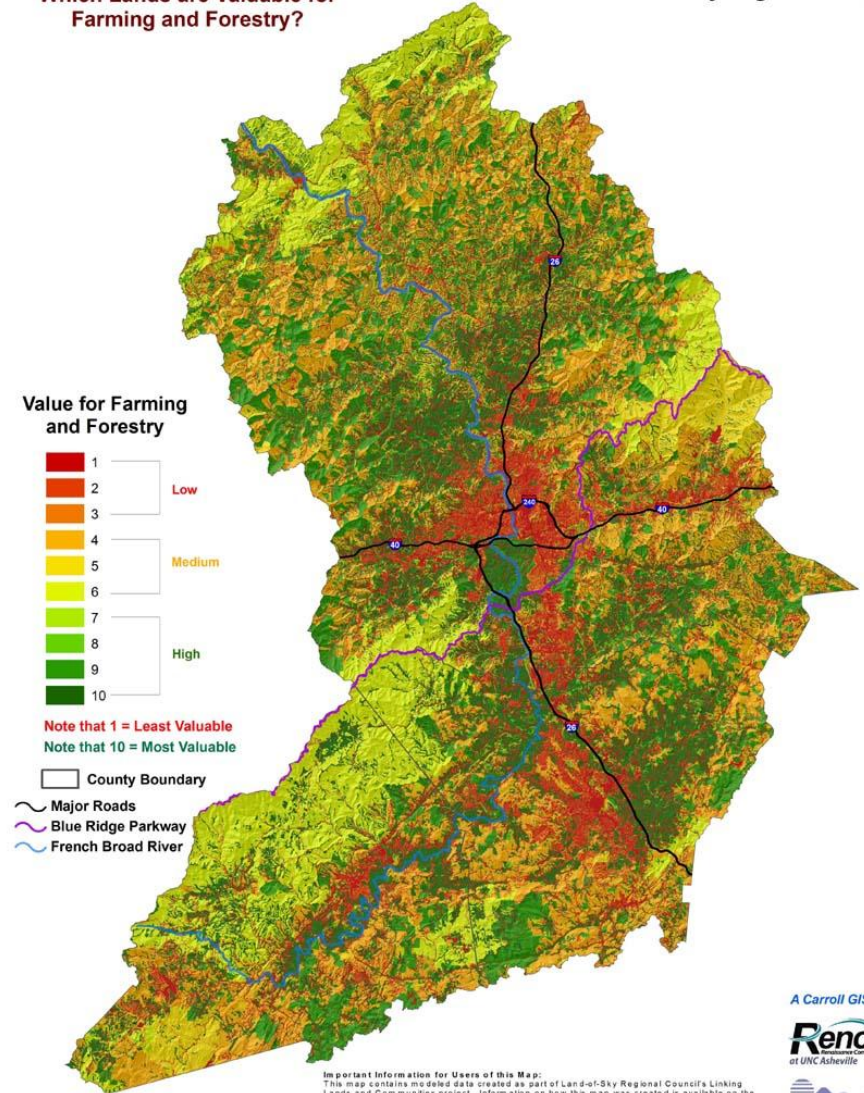 Farming and Forestry?
26
240
40
40
26
Value for Farming
and Forestry
1
2
3
Low
4
5
6
Medium
7
8
9
10
High
Note that 1 = Least Valuable
Note that 10 = Most Valuable
County Boundary
Major Roads
Blue Ridge Parkway
French Broad River
A Carroll GIS
Renc
Renaissance Com
at UNC Asheville
Important Information for Users of this Map:
This map contains modeled data created as part of Land-of-Sky Regional Council's Linking